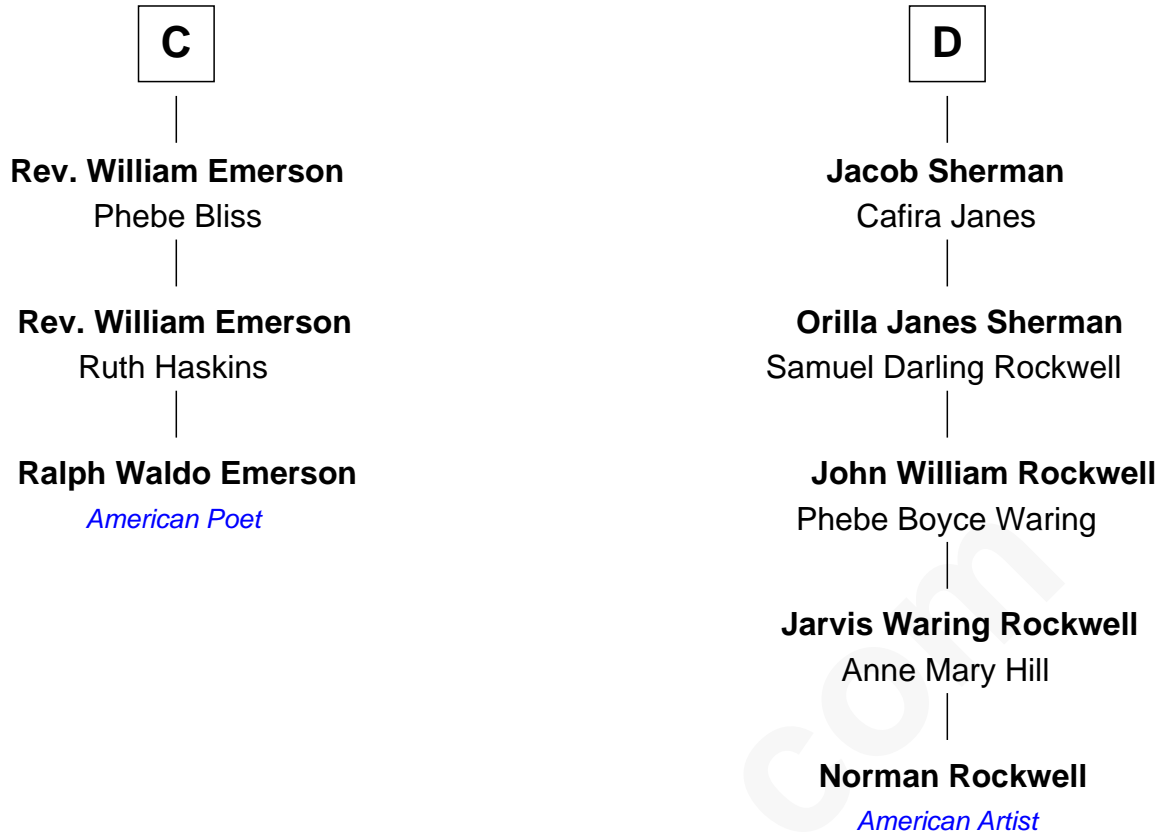 C
Rev. William Emerson
Phebe Bliss
Rev. William Emerson
Ruth Haskins
Ralph Waldo Emerson
American Poet
D
Jacob Sherman
Cafira Janes
Orilla Janes Sherman
Samuel Darling Rockwell
John William Rockwell
Phebe Boyce Waring
Jarvis Waring Rockwell
Anne Mary Hill
Norman Rockwell
American Artist
com